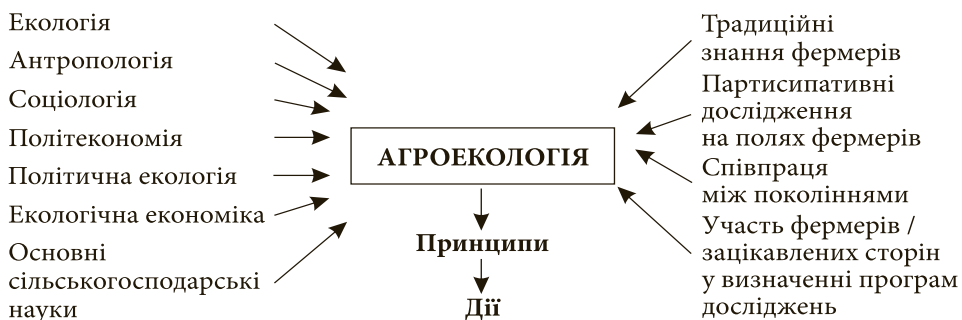 Екологія
Антропологія
Соціологія
Політекономія
Політична екологія
Екологічна економіка
Основні
сільськогосподарські
науки
АГРОЕКОЛОГІЯ
Принципи
Дії
Традиційні
знання фермерів
Партисипативні
дослідження
на полях фермерів
Співпраця
між поколіннями
Участь фермерів /
зацікавлених сторін
у визначенні програм
досліджень